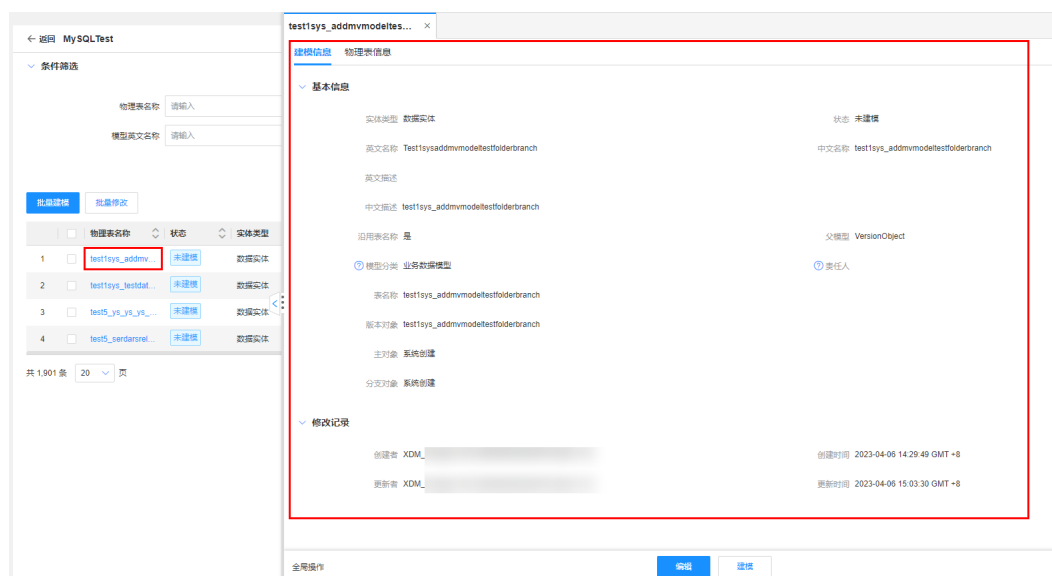 ← 返回 MySQLTest
条件筛选
物理表名称 请输入
模型英文名称 请输入
批量建模 批量修改
物理表名称 状态 实体类型
1 test1sys_addmv... 未建模 数据实体
2 test1sys_testdat... 未建模 数据实体
3 test5_ys_ys_ys_... 未建模 数据实体
4 test5_serdarsrel... 未建模 数据实体
共 1,901 条 20 页
test1sys_addmvmodeltes... ×
建模信息 物理表信息
基本信息
实体类型 数据实体 状态 未建模
英文名称 Test1sysaddmvmodeltestfolderbranch 中文名称 test1sys_addmvmodeltestfolderbranch
英文描述
中文描述 test1sys_addmvmodeltestfolderbranch
沿用表名称 是 父模型 VersionObject
? 模型分类 业务数据模型 ? 责任人
表名称 test1sys_addmvmodeltestfolderbranch
版本对象 test1sys_addmvmodeltestfolderbranch
主对象 系统创建
分支对象 系统创建
修改记录
创建者 XDM_ 创建时间 2023-04-06 14:29:49 GMT +8
更新者 XDM_ 更新时间 2023-04-06 15:03:30 GMT +8
全局操作 编辑 建模